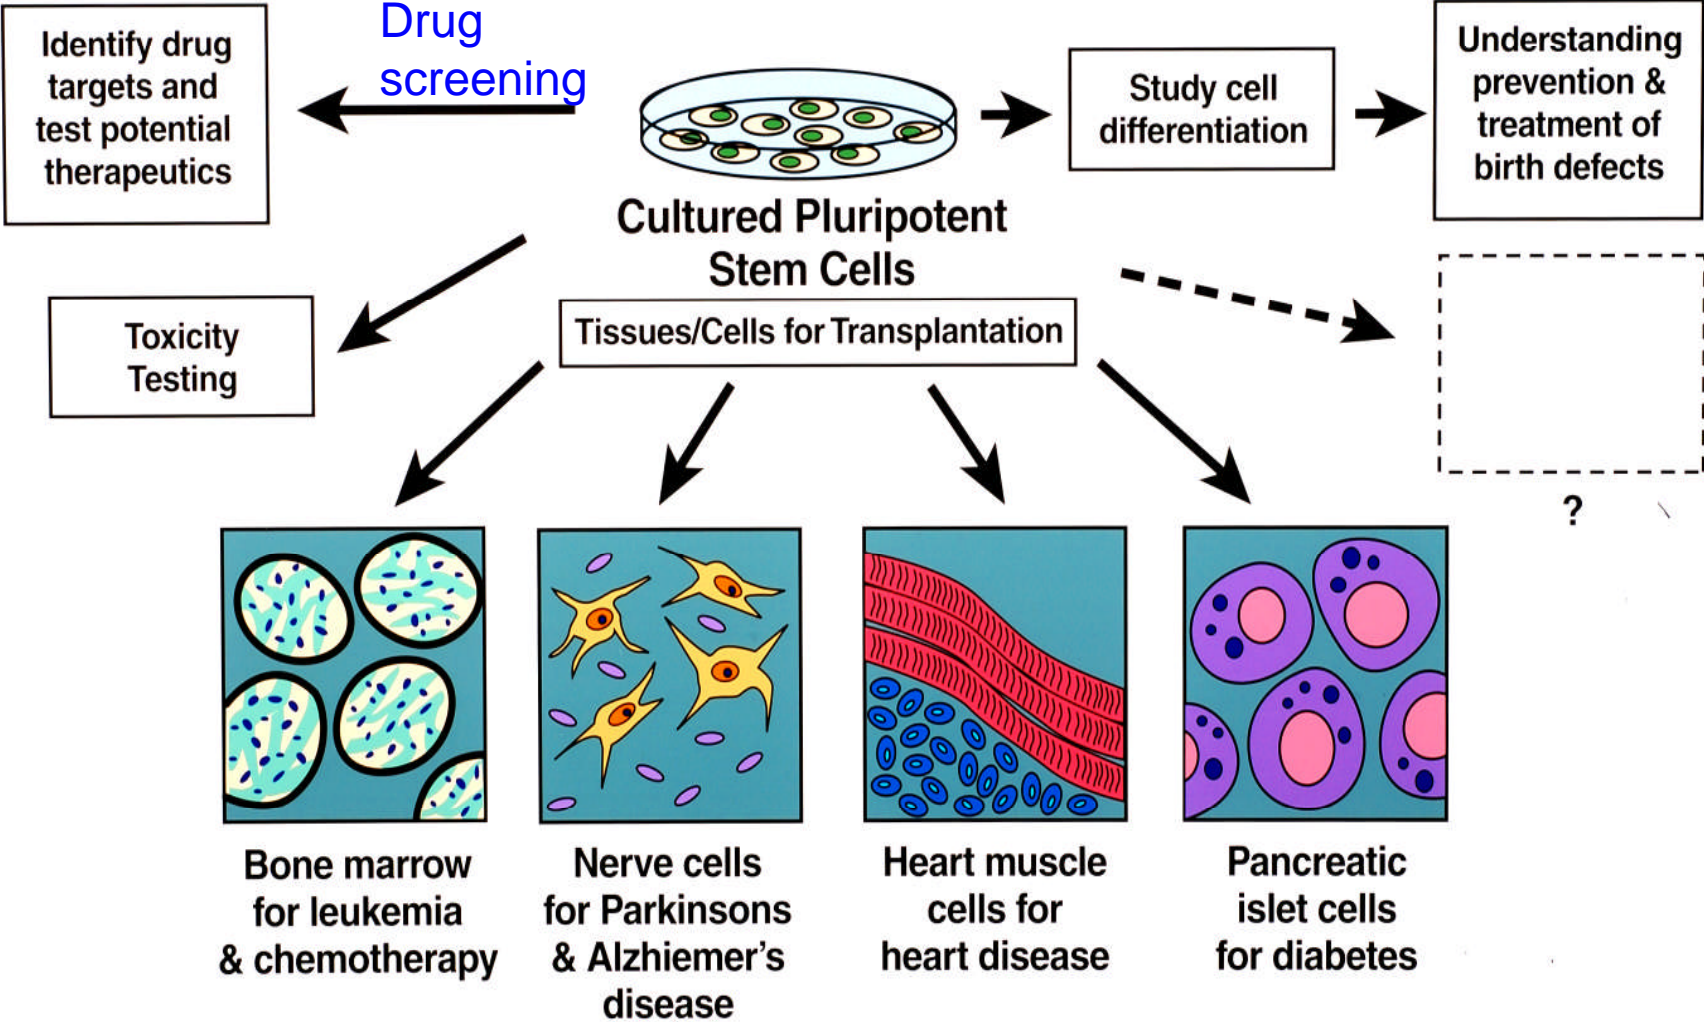 Drug
screening
Identify drug
targets and
test potential
therapeutics
Study cell
differentiation
Understanding
prevention &
treatment of
birth defects
Cultured Pluripotent
Stem Cells
Toxicity
Testing
Tissues/Cells for Transplantation
?
Bone marrow
for leukemia
& chemotherapy
Nerve cells
for Parkinsons
& Alzhiemer's
disease
Heart muscle
cells for
heart disease
Pancreatic
islet cells
for diabetes